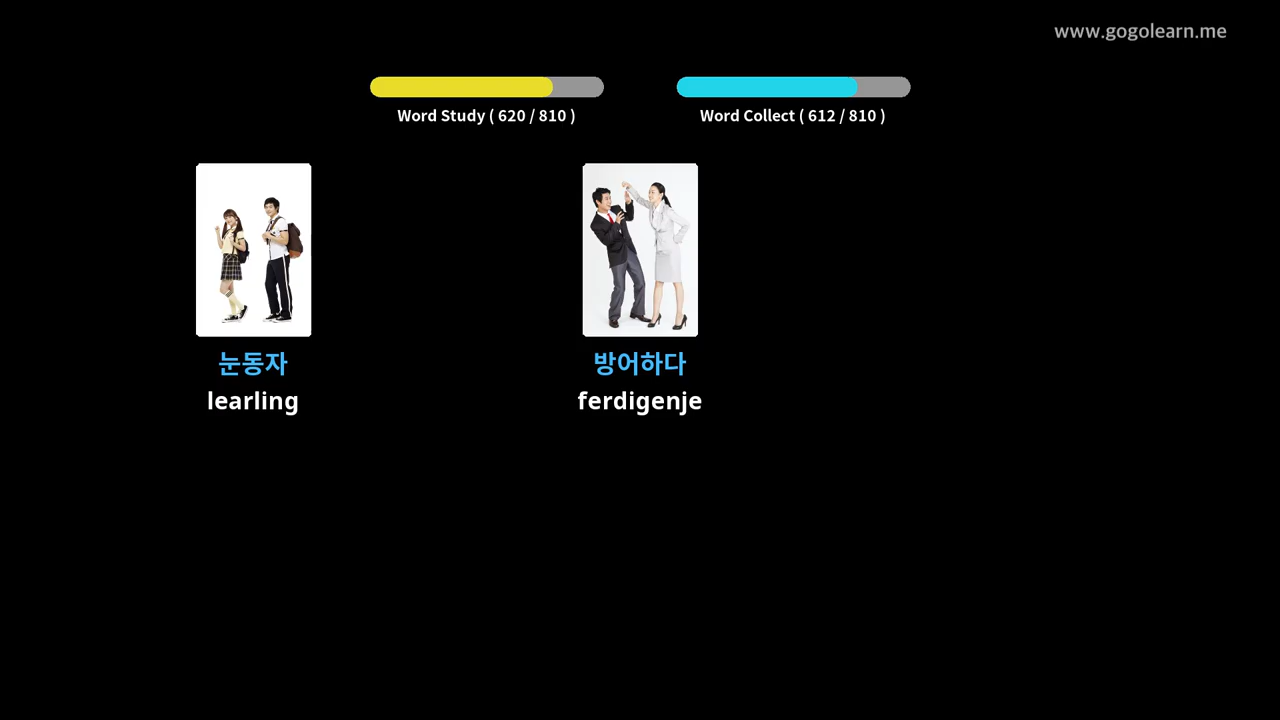 www.gogolearn.me
Word Study ( 620 / 810 )
Word Collect ( 612 / 810 )
눈동자
learling
방어하다
ferdigenje